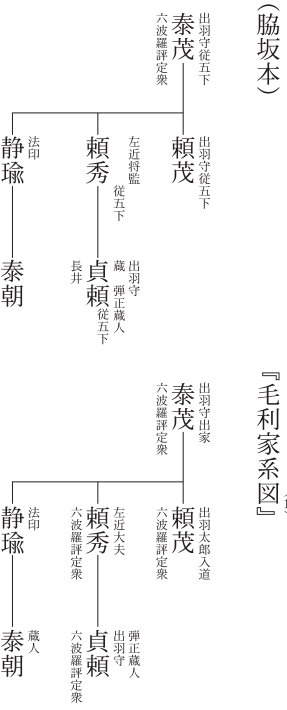 （脇坂本）
出羽守従五下
泰茂
六波羅評定衆
出羽守従五下
頼茂
左近将監
頼秀
従五下
出羽守
蔵　弾正蔵人
貞頼
従五下
長井
法印
静瑜
泰朝
『毛利家系図』
出羽守出家
泰茂
六波羅評定衆
出羽太郎入道
頼茂
六波羅評定衆
左近大夫
頼秀
六波羅評定衆
弾正蔵人
出羽守
貞頼
六波羅評定衆
法印
静瑜
蔵人
泰朝